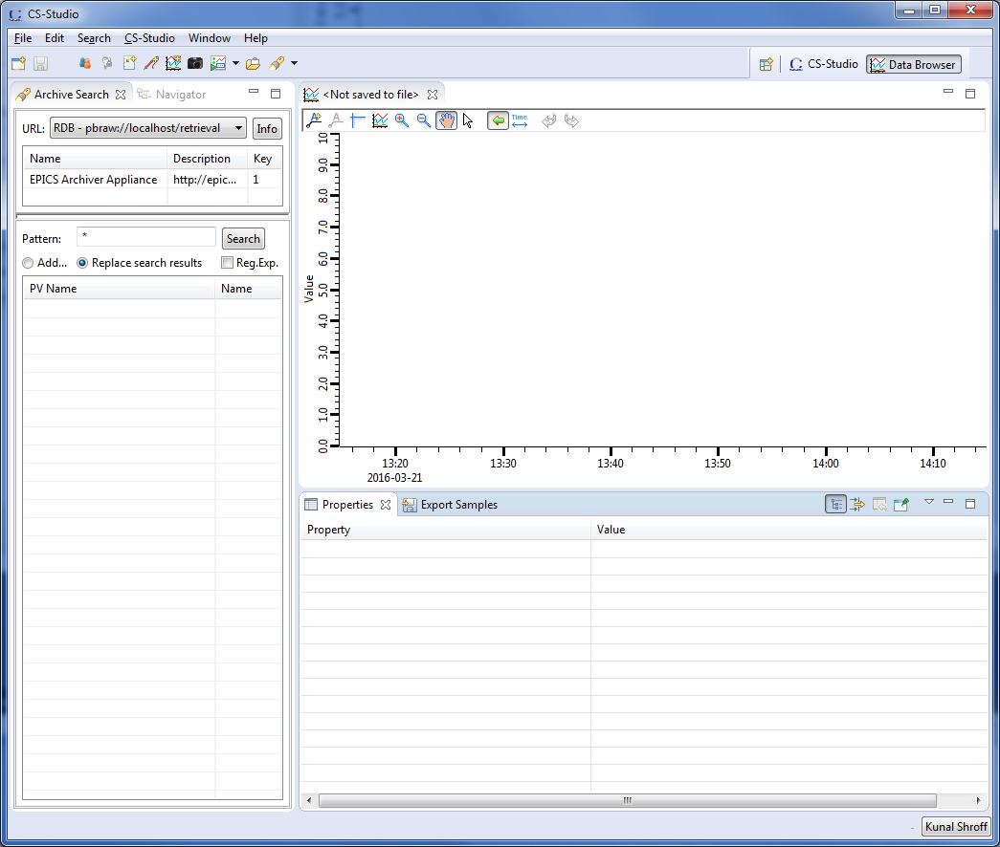 CS-Studio
File Edit Search CS-Studio Window Help
CS-Studio Data Browser
Archive Search Navigator
URL: RDB - pbraw://localhost/retrieval Info
Name Description Key
EPICS Archiver Appliance http://epic... 1
Pattern: * Search
Add... Replace search results Reg.Exp.
PV Name Name
<Not saved to file>
Time
Value
10
9.0
8.0
7.0
6.0
5.0
4.0
3.0
2.0
1.0
0.0
13:20 13:30 13:40 13:50 14:00 14:10
2016-03-21
Properties Export Samples
Property Value
Kunal Shroff